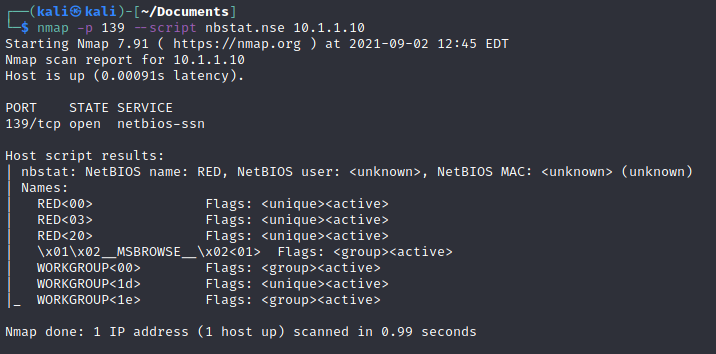 ┌──(kali㉿kali)-[~/Documents]
└─$ nmap -p 139 --script nbstat.nse 10.1.1.10
Starting Nmap 7.91 ( https://nmap.org ) at 2021-09-02 12:45 EDT
Nmap scan report for 10.1.1.10
Host is up (0.00091s latency).

PORT    STATE SERVICE
139/tcp open  netbios-ssn

Host script results:
| nbstat: NetBIOS name: RED, NetBIOS user: <unknown>, NetBIOS MAC: <unknown> (unknown)
| Names:
|   RED<00>              Flags: <unique><active>
|   RED<03>              Flags: <unique><active>
|   RED<20>              Flags: <unique><active>
|   \x01\x02__MSBROWSE__\x02<01>  Flags: <group><active>
|   WORKGROUP<00>        Flags: <group><active>
|   WORKGROUP<1d>        Flags: <unique><active>
|_  WORKGROUP<1e>        Flags: <group><active>

Nmap done: 1 IP address (1 host up) scanned in 0.99 seconds